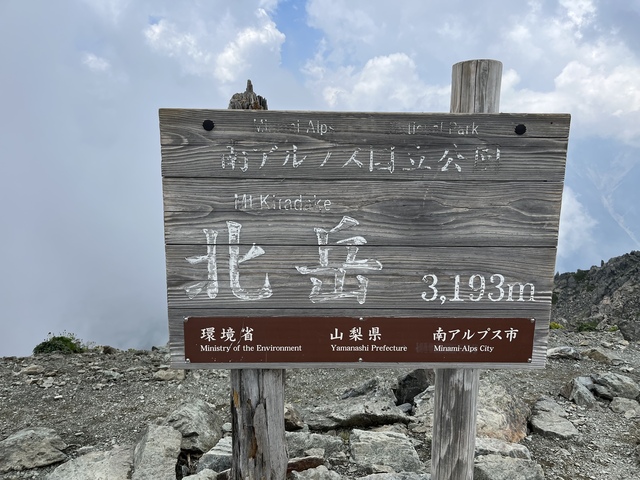 Alps National Park
南アルプス国立公園
Mt Kitadake
北岳
3,193m
環境省 山梨県 南アルプス市
Ministry of the Environment Yamanashi Prefecture Minami-Alps City